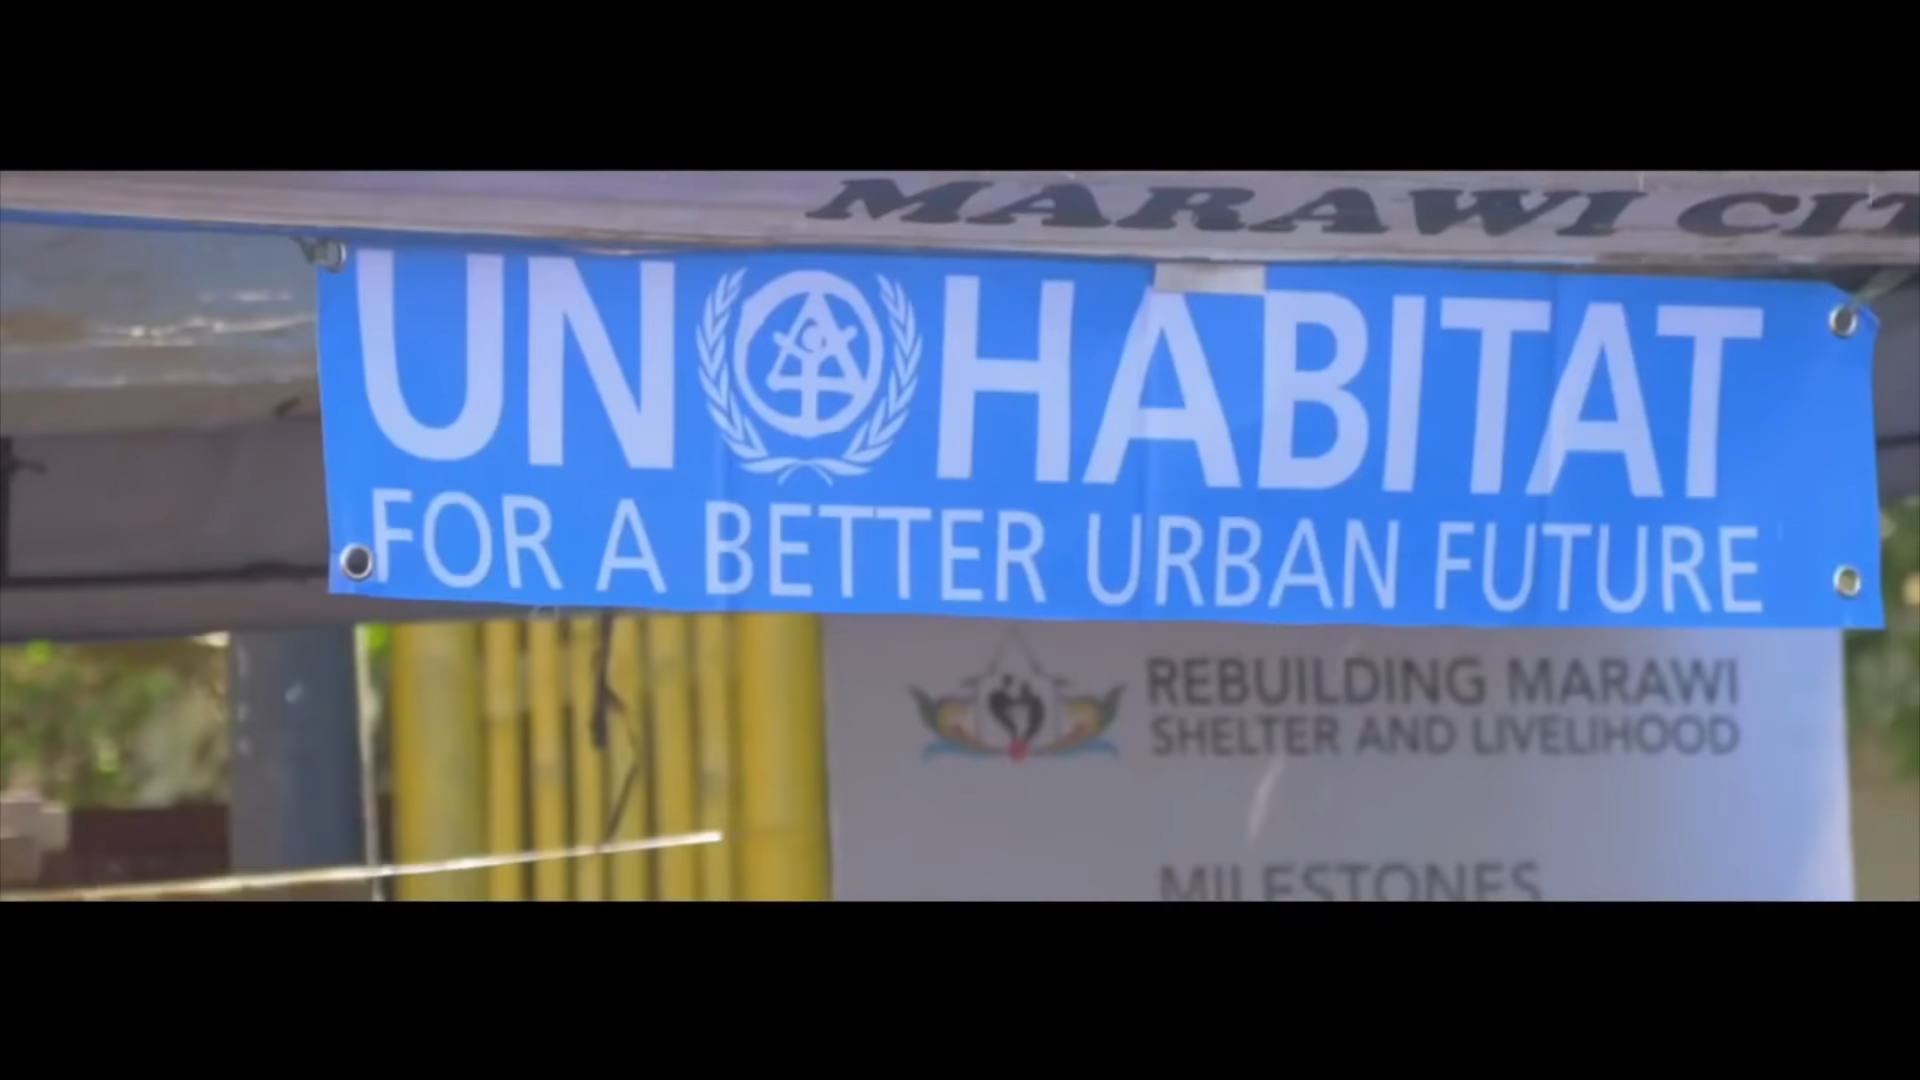 MARAWI CIT
UN HABITAT
FOR A BETTER URBAN FUTURE
REBUILDING MARAWI
SHELTER AND LIVELIHOOD
MILESTONES